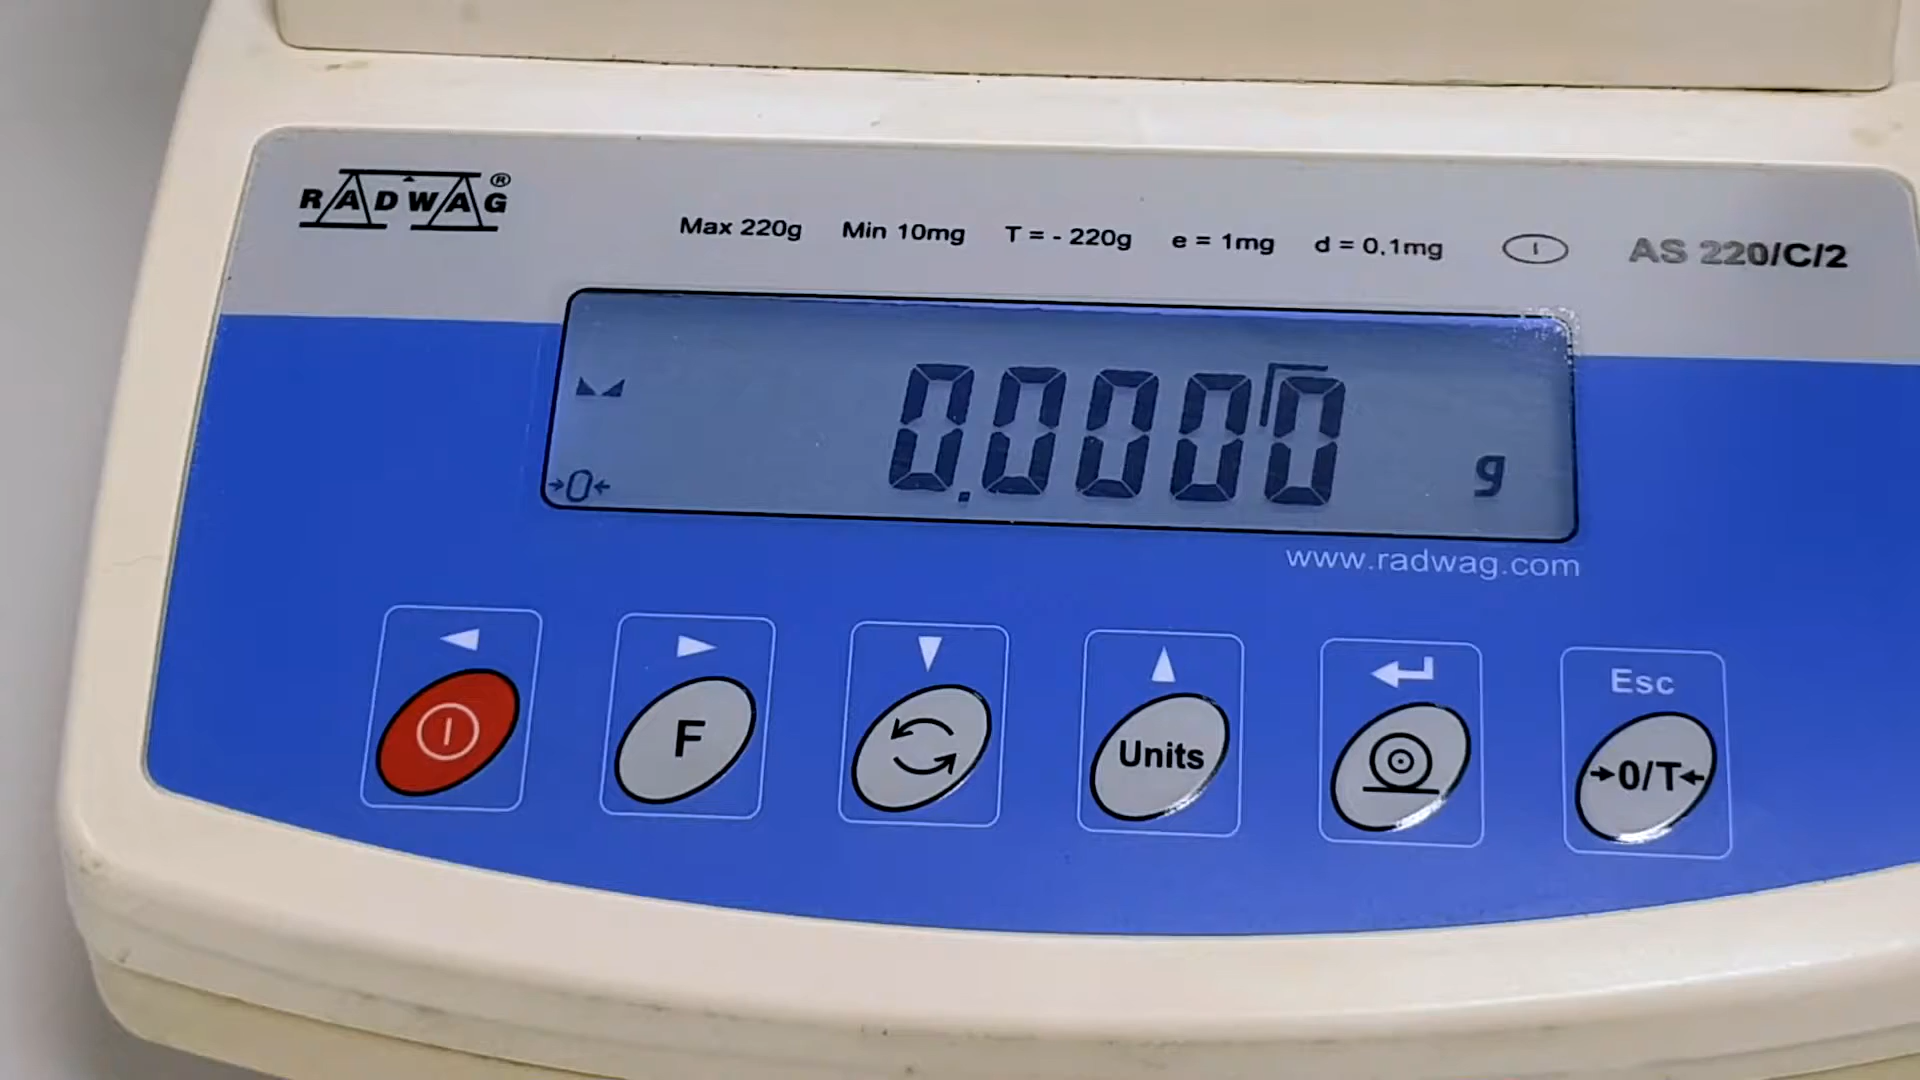 RADWAG®
Max 220g Min 10mg T = - 220g e = 1mg d = 0.1mg I AS 220/C/2
0.0000 g
→0←
www.radwag.com
Esc
F Units →0/T←